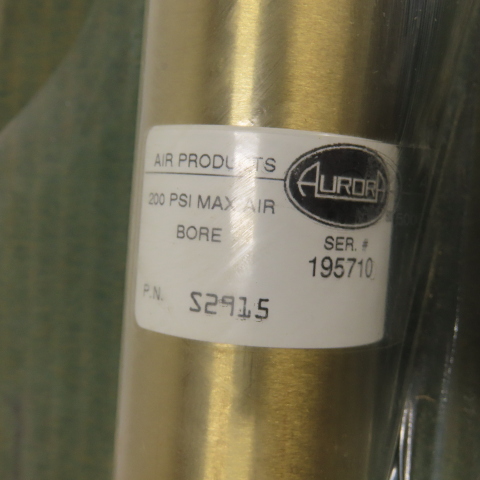 AIR PRODUCTS
AURORA
200 PSI MAX AIR
BORE
SER. #
195710
P.N. S2915